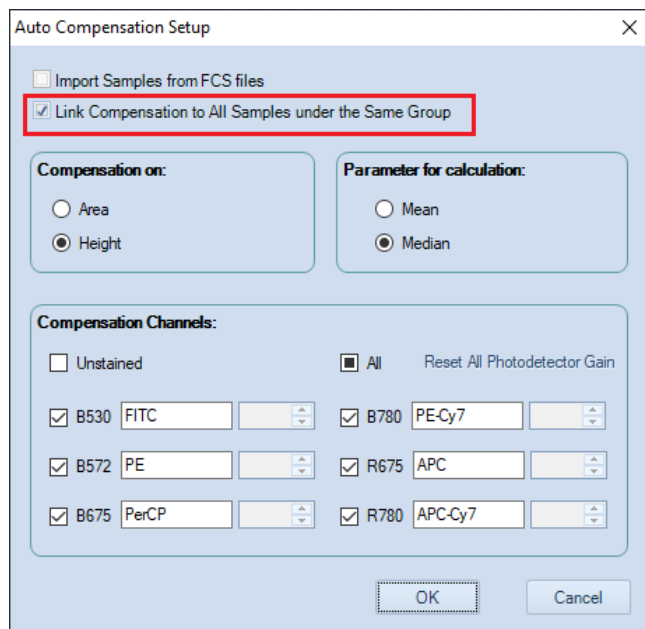 Auto Compensation Setup
Import Samples from FCS files
Link Compensation to All Samples under the Same Group
Compensation on:
Area
Height
Parameter for calculation:
Mean
Median
Compensation Channels:
Unstained
All
Reset All Photodetector Gain
B530 FITC
B780 PE-Cy7
B572 PE
R675 APC
B675 PerCP
R780 APC-Cy7
OK
Cancel